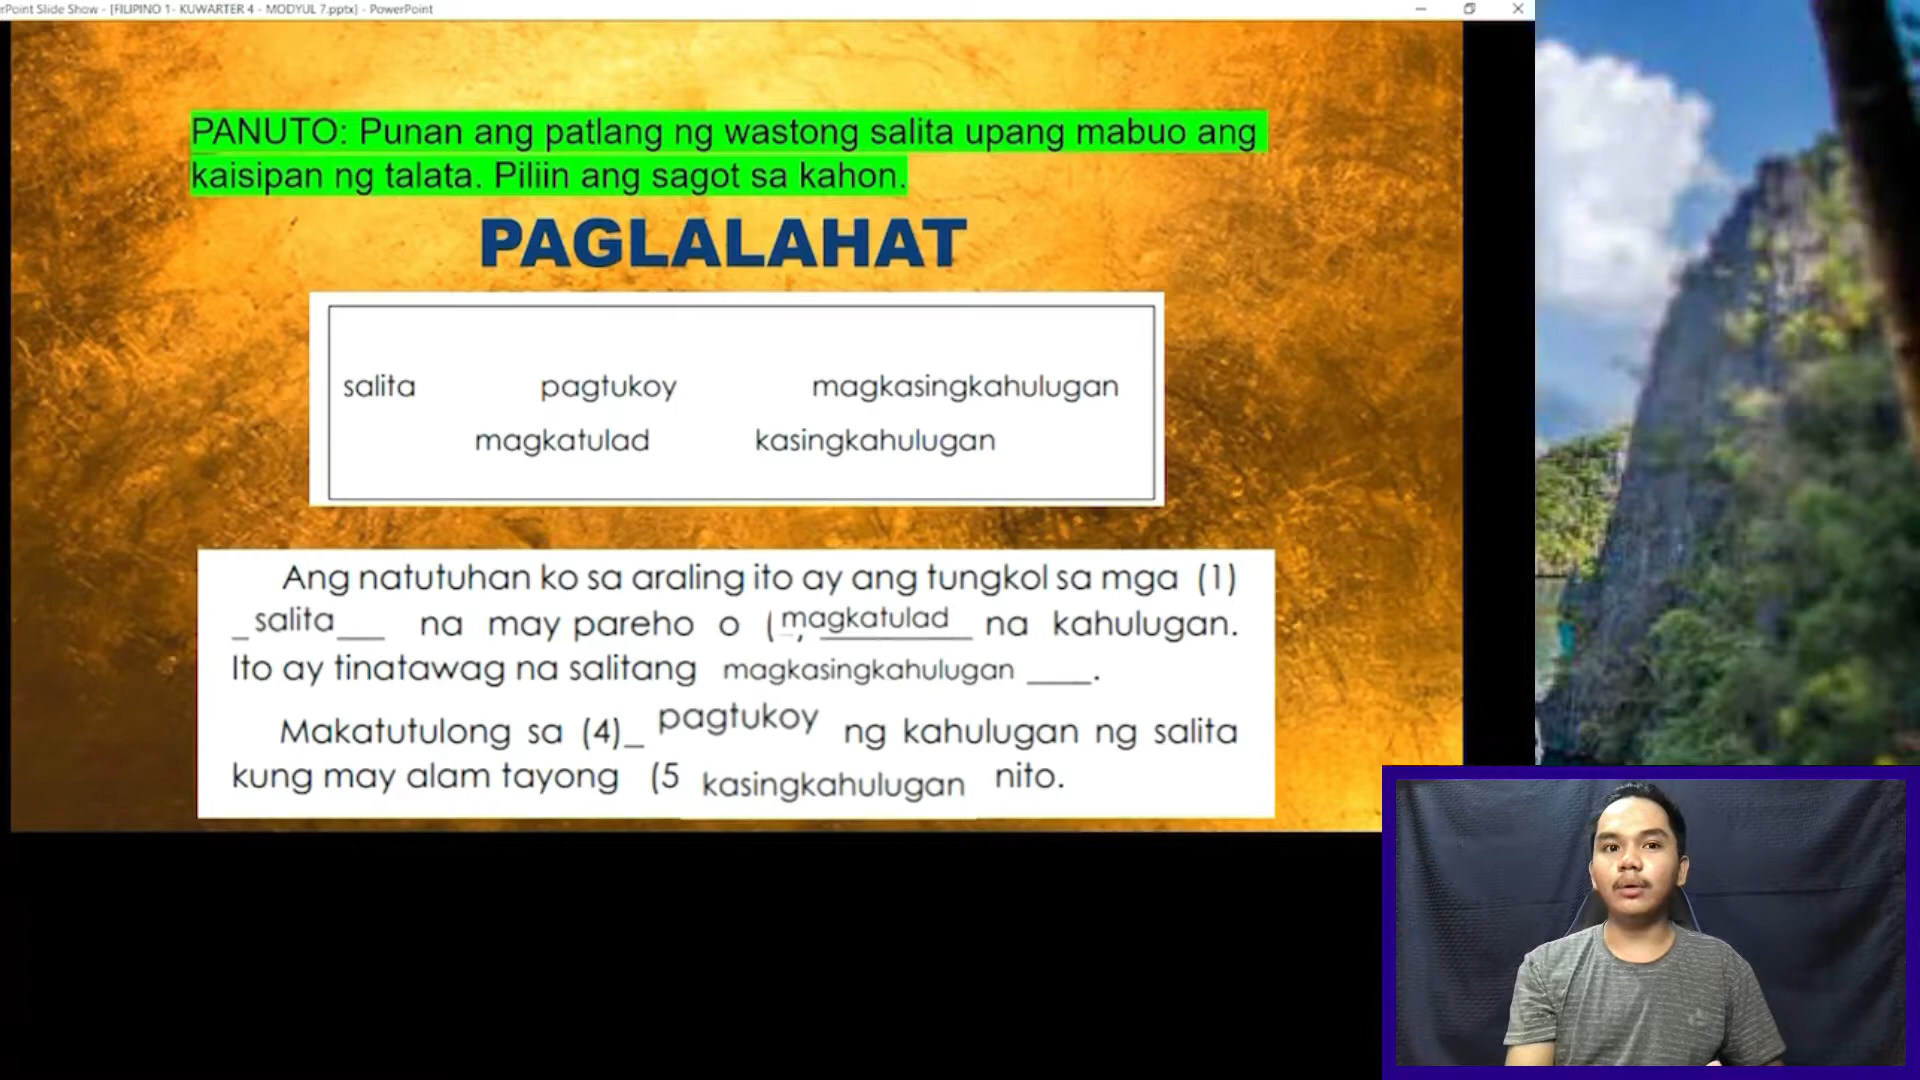 rPoint Slide Show - [FILIPINO 1- KUWARTER 4 - MODYUL 7.pptx] - PowerPoint
PANUTO: Punan ang patlang ng wastong salita upang mabuo ang
kaisipan ng talata. Piliin ang sagot sa kahon.
PAGLALAHAT
salita pagtukoy magkasingkahulugan
magkatulad kasingkahulugan
Ang natutuhan ko sa araling ito ay ang tungkol sa mga (1)
_salita___ na may pareho o ( magkatulad na kahulugan.
Ito ay tinatawag na salitang magkasingkahulugan ____.
Makatutulong sa (4)_ pagtukoy ng kahulugan ng salita
kung may alam tayong (5 kasingkahulugan nito.